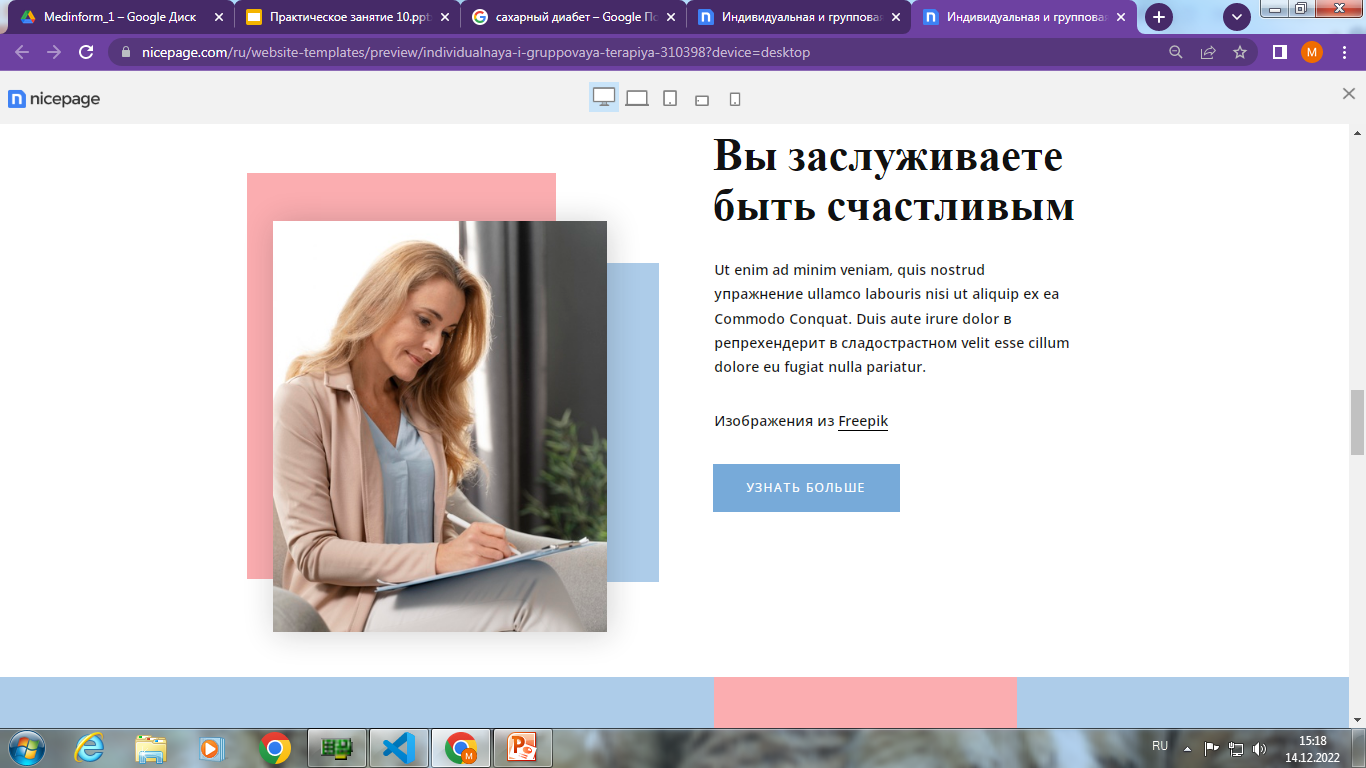 Medinform_1 – Google Диск
Практическое занятие 10.ppt
сахарный диабет – Google По
Индивидуальная и групповая
Индивидуальная и групповая
nicepage.com/ru/website-templates/preview/individualnaya-i-gruppovaya-terapiya-310398?device=desktop
M
nicepage
Вы заслуживаете
быть счастливым
Ut enim ad minim veniam, quis nostrud
упражнение ullamco labouris nisi ut aliquip ex ea
Commodo Conquat. Duis aute irure dolor в
репрехендерит в сладострастном velit esse cillum
dolore eu fugiat nulla pariatur.
Изображения из Freepik
УЗНАТЬ БОЛЬШЕ
RU
15:18
14.12.2022